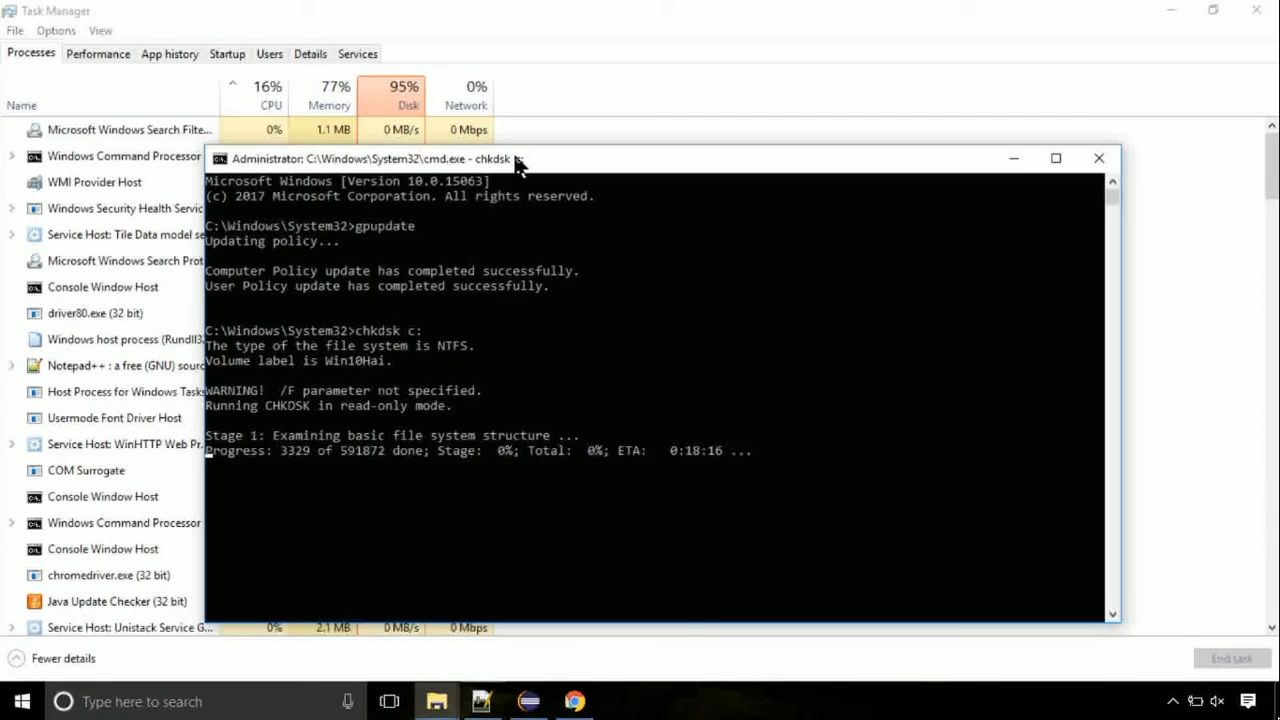 Task Manager
File Options View
Processes Performance App history Startup Users Details Services
16% 77% 95% 0%
Name CPU Memory Disk Network
Microsoft Windows Search Filte... 0% 1.1 MB 0 MB/s 0 Mbps
Windows Command Processor
WMI Provider Host
Windows Security Health Servic
Service Host: Tile Data model se
Microsoft Windows Search Prot
Console Window Host
driver80.exe (32 bit)
Windows host process (Rundll3
Notepad++ : a free (GNU) sourc
Host Process for Windows Task
Usermode Font Driver Host
Service Host: WinHTTP Web Pr
COM Surrogate
Console Window Host
Windows Command Processor
Console Window Host
chromedriver.exe (32 bit)
Java Update Checker (32 bit)
Service Host: Unistack Service G... 0% 2.1 MB 0 MB/s 0 Mbps
Administrator: C:\Windows\System32\cmd.exe - chkdsk
Microsoft Windows [Version 10.0.15063]
(c) 2017 Microsoft Corporation. All rights reserved.
C:\Windows\System32>gpupdate
Updating policy...
Computer Policy update has completed successfully.
User Policy update has completed successfully.
C:\Windows\System32>chkdsk c:
The type of the file system is NTFS.
Volume label is Win10Hai.
WARNING! /F parameter not specified.
Running CHKDSK in read-only mode.
Stage 1: Examining basic file system structure ...
Progress: 3329 of 591872 done; Stage: 0%; Total: 0%; ETA: 0:18:16 ...
Fewer details
End task
Type here to search